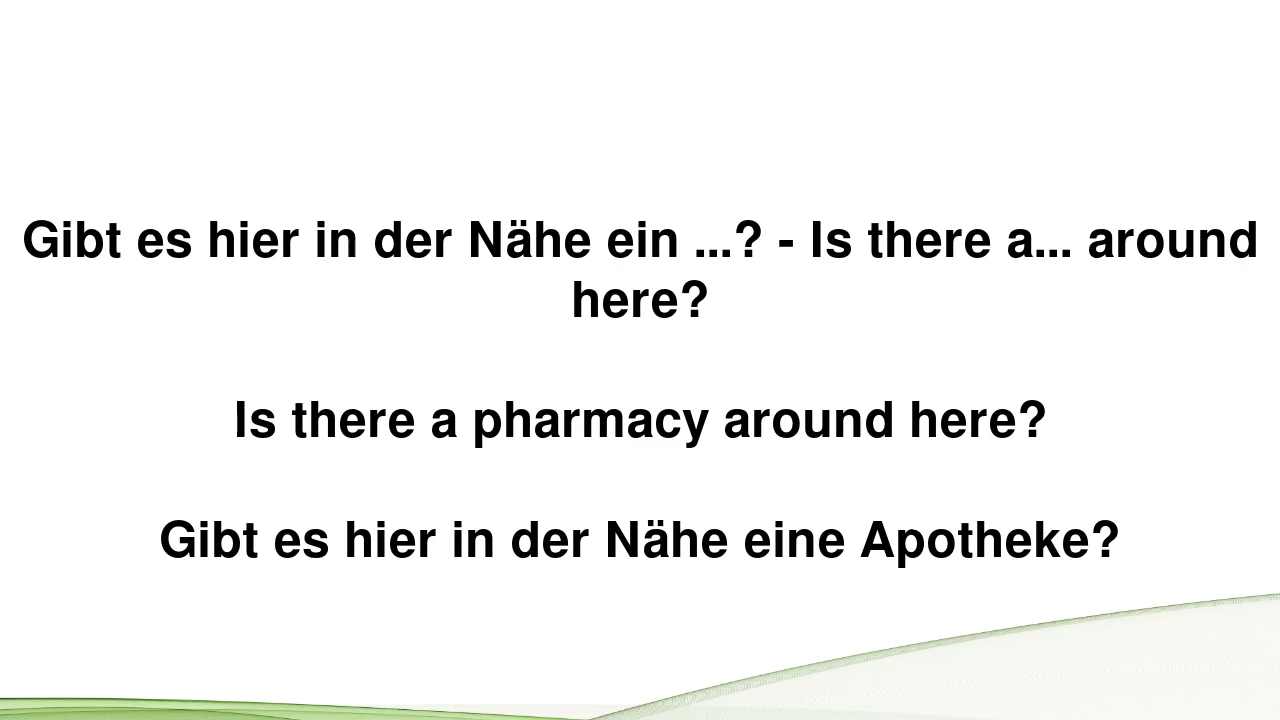 Gibt es hier in der Nähe ein ...? - Is there a... around
here?
Is there a pharmacy around here?
Gibt es hier in der Nähe eine Apotheke?